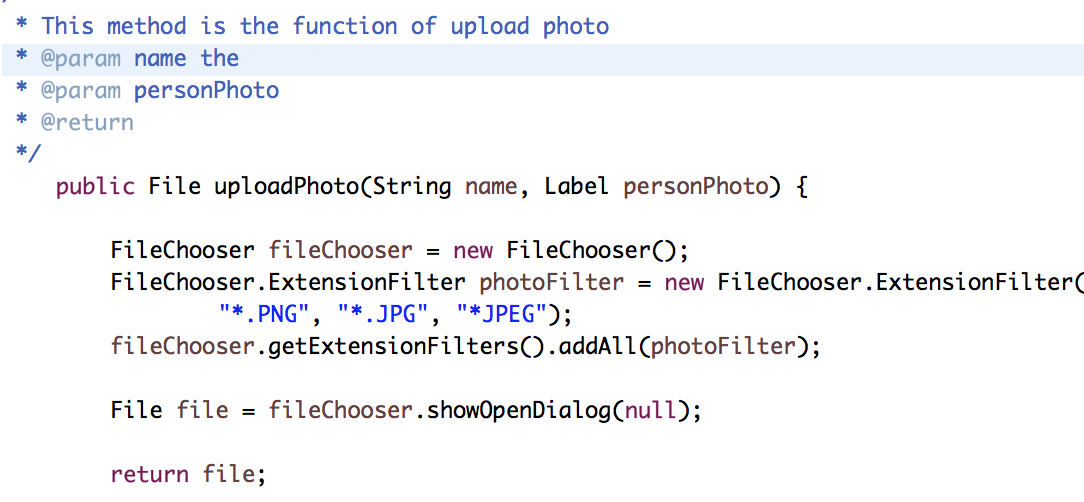 * This method is the function of upload photo
* @param name the
* @param personPhoto
* @return
*/
public File uploadPhoto(String name, Label personPhoto) {
FileChooser fileChooser = new FileChooser();
FileChooser.ExtensionFilter photoFilter = new FileChooser.ExtensionFilter(
"*.PNG", "*.JPG", "*JPEG");
fileChooser.getExtensionFilters().addAll(photoFilter);
File file = fileChooser.showOpenDialog(null);
return file;